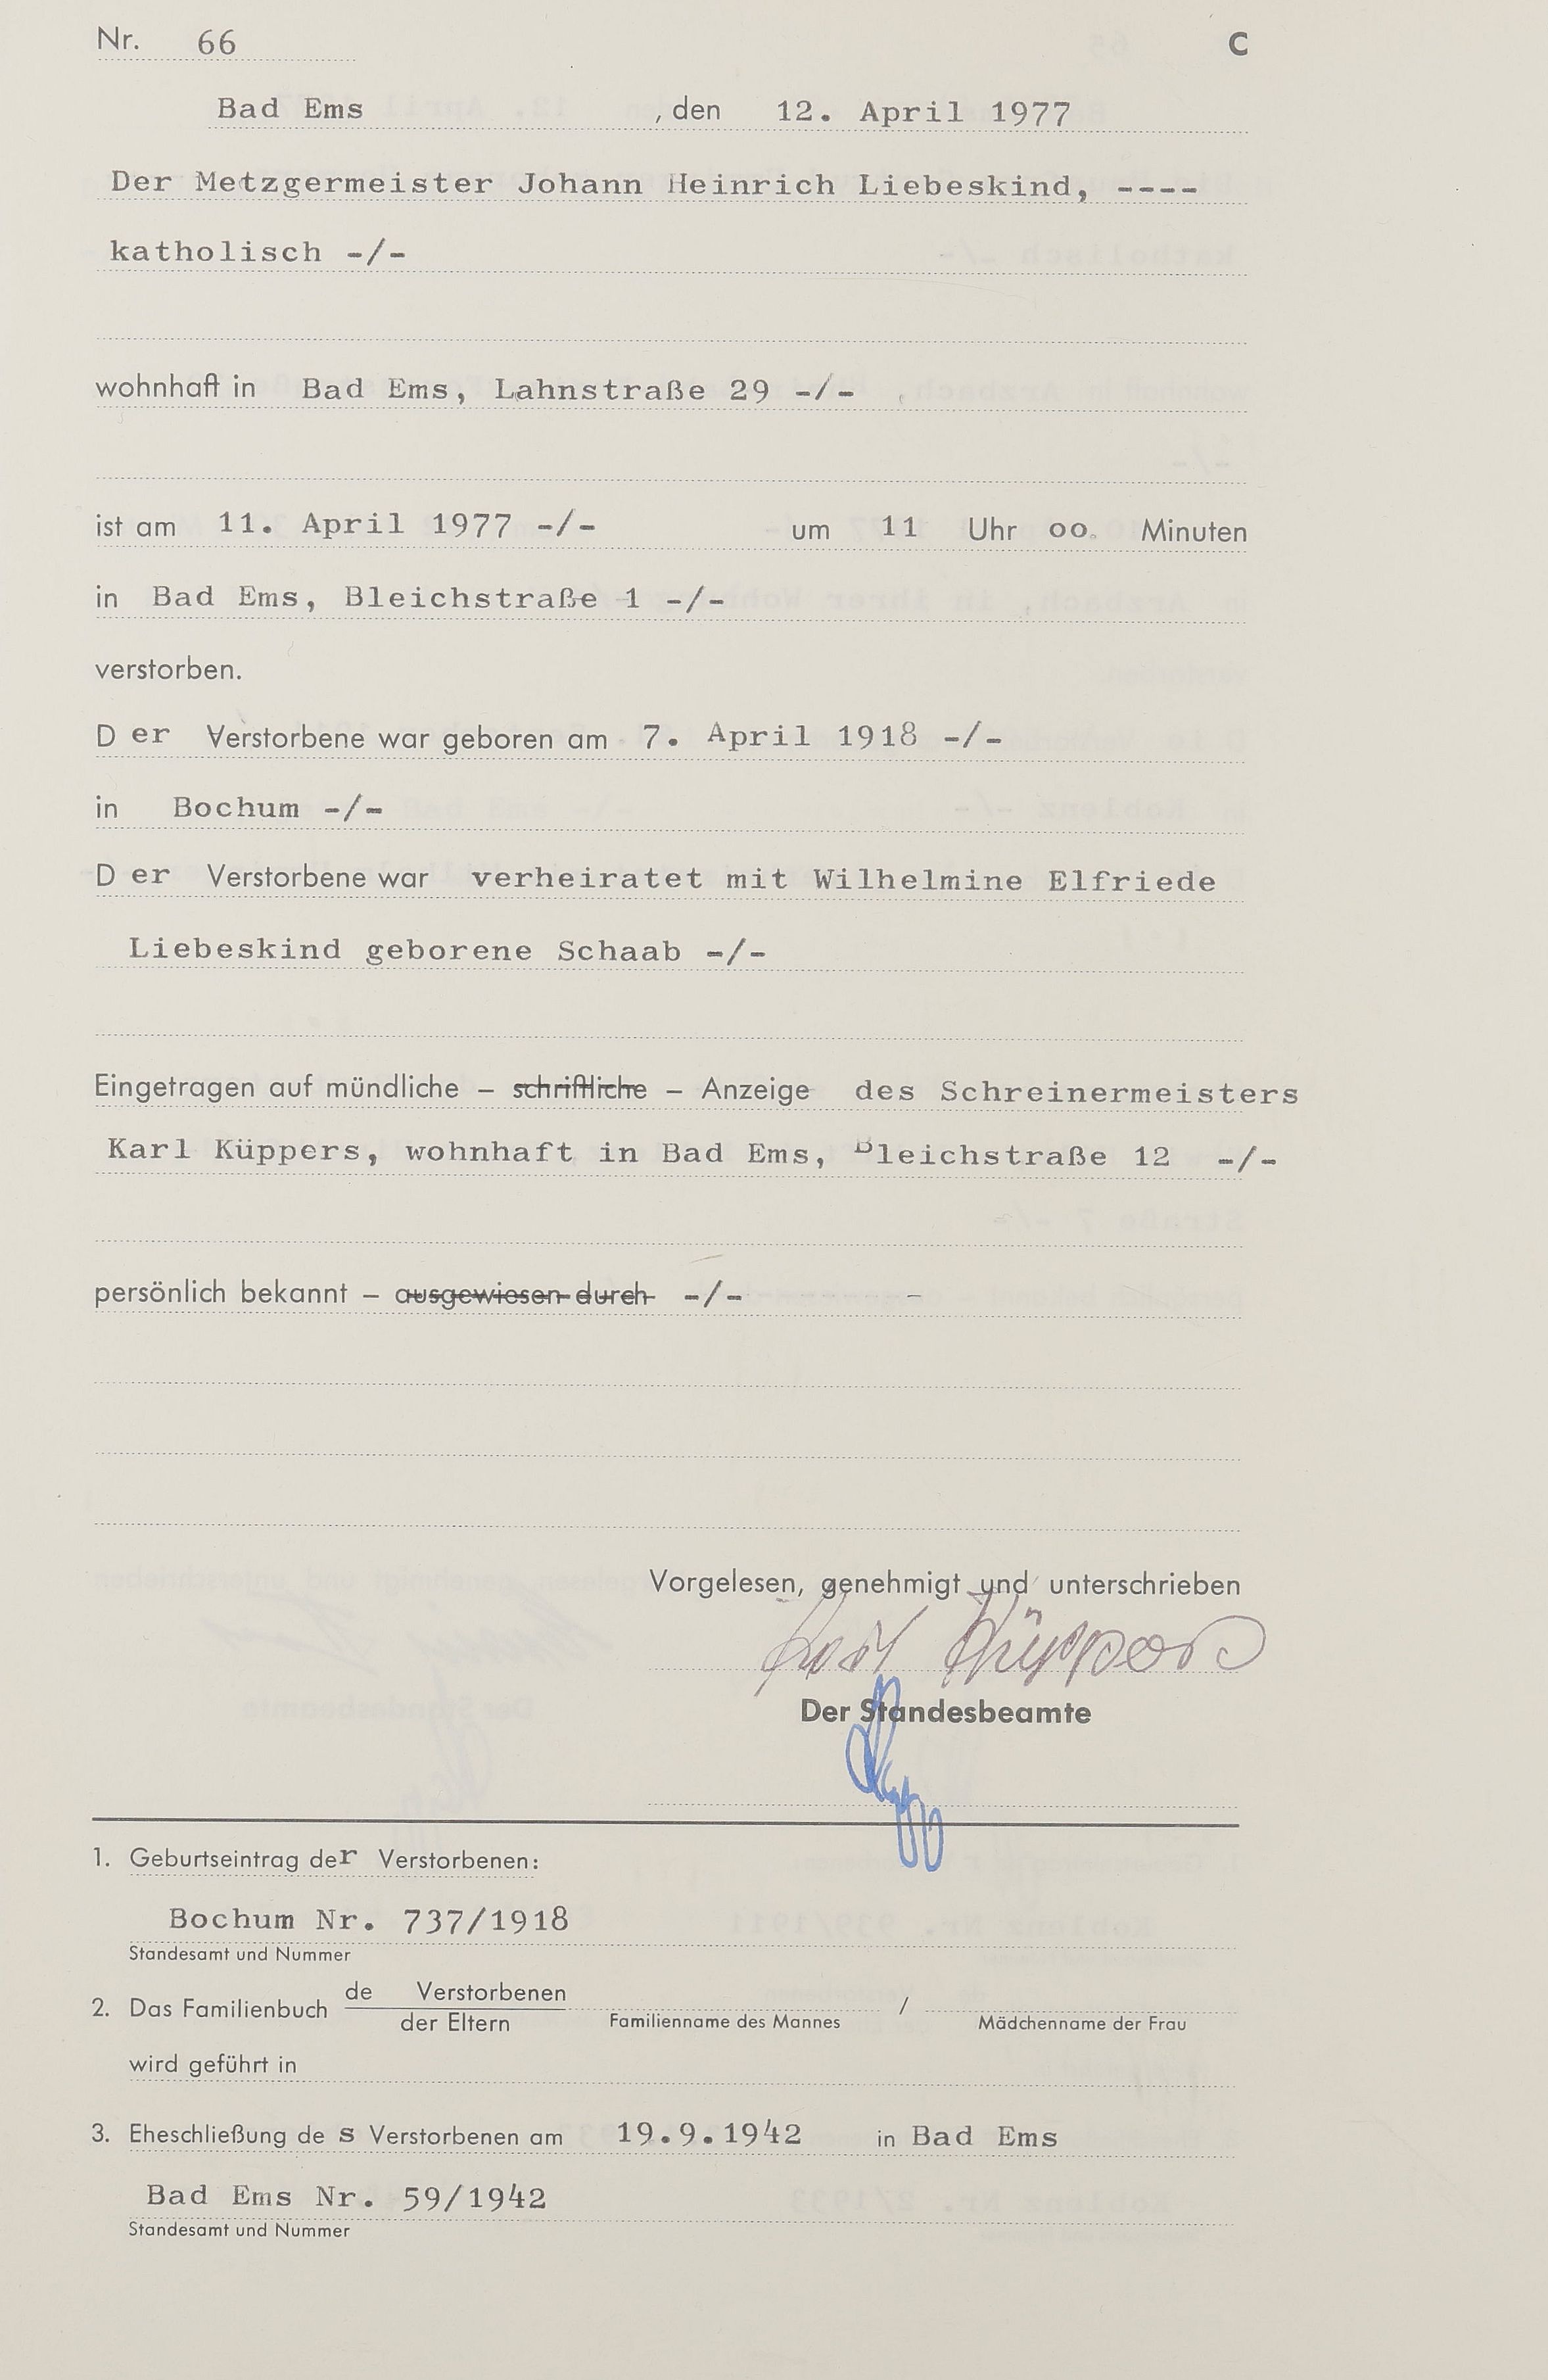 Nr. 66 C
Bad Ems , den 12. April 1977
Der Metzgermeister Johann Heinrich Liebeskind, ----
katholisch -/-
wohnhaft in Bad Ems, Lahnstraße 29 -/-
ist am 11. April 1977 -/- um 11 Uhr oo Minuten
in Bad Ems, Bleichstraße 1 -/-
verstorben.
D er Verstorbene war geboren am 7. April 1918 -/-
in Bochum -/-
D er Verstorbene war verheiratet mit Wilhelmine Elfriede
Liebeskind geborene Schaab -/-
Eingetragen auf mündliche – schriftliche – Anzeige des Schreinermeisters
Karl Küppers, wohnhaft in Bad Ems, Bleichstraße 12 -/-
persönlich bekannt – ausgewiesen durch -/-
Vorgelesen, genehmigt und unterschrieben
Karl Küppers
Der Standesbeamte
1. Geburtseintrag der Verstorbenen:
Bochum Nr. 737/1918
Standesamt und Nummer
de Verstorbenen
2. Das Familienbuch /
der Eltern Familienname des Mannes Mädchenname der Frau
wird geführt in
3. Eheschließung de s Verstorbenen am 19.9.1942 in Bad Ems
Bad Ems Nr. 59/1942
Standesamt und Nummer